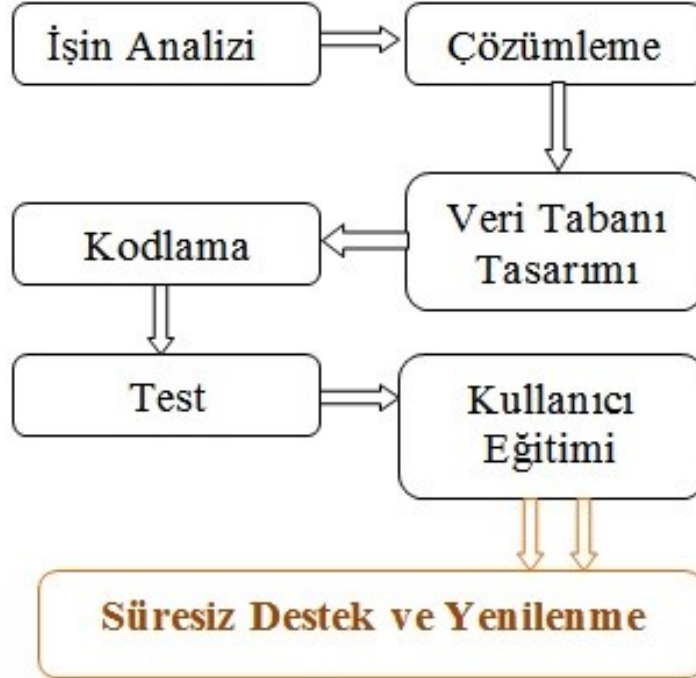 İşin Analizi
Çözümleme
Veri Tabanı
Tasarımı
Kodlama
Test
Kullanıcı
Eğitimi
Süresiz Destek ve Yenilenme